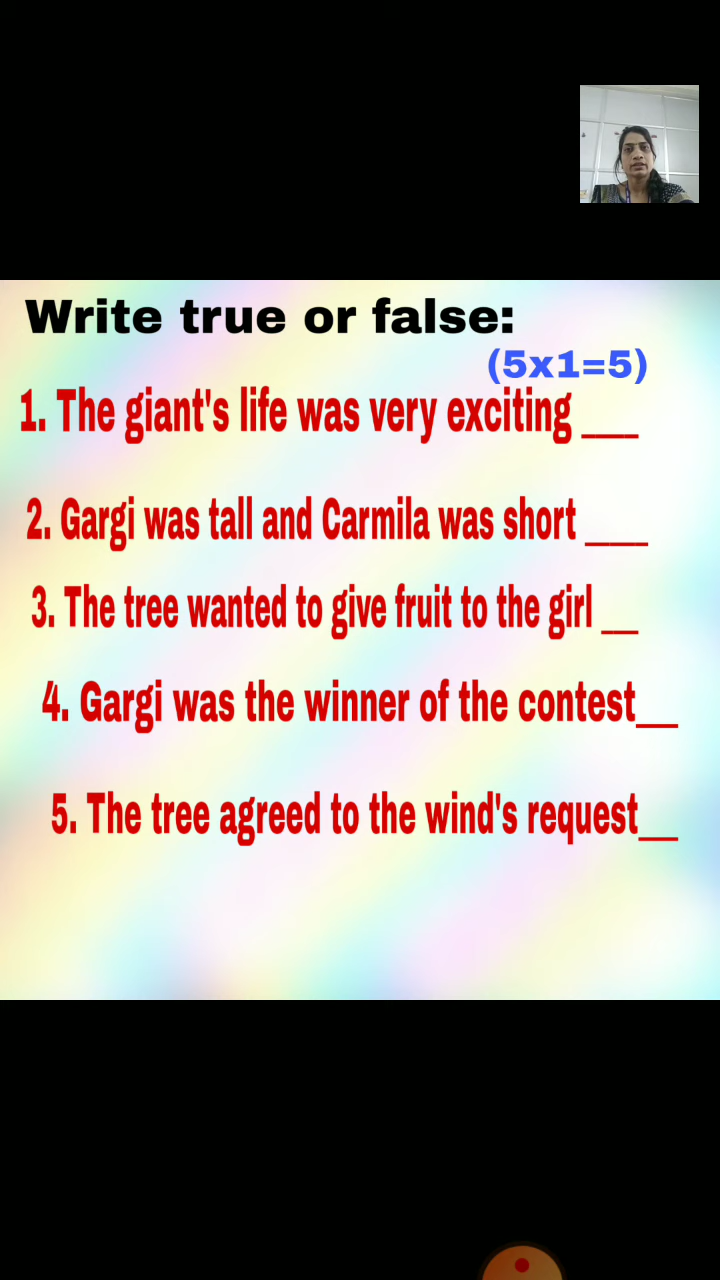 Write true or false:
(5x1=5)
1. The giant's life was very exciting ___
2. Gargi was tall and Carmila was short ___
3. The tree wanted to give fruit to the girl __
4. Gargi was the winner of the contest__
5. The tree agreed to the wind's request__